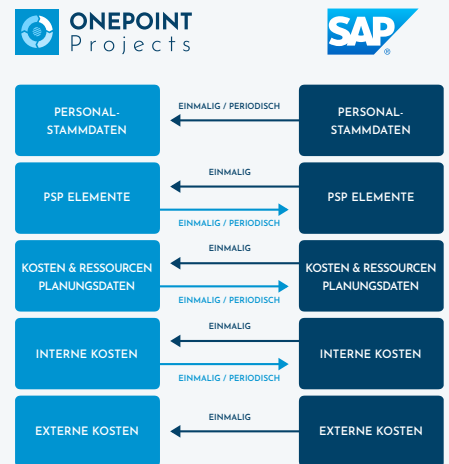 ONEPOINT
Projects
SAP
®
PERSONAL-
STAMMDATEN
EINMALIG / PERIODISCH
PERSONAL-
STAMMDATEN
PSP ELEMENTE
EINMALIG
EINMALIG / PERIODISCH
PSP ELEMENTE
KOSTEN & RESSOURCEN
PLANUNGSDATEN
EINMALIG
EINMALIG / PERIODISCH
KOSTEN & RESSOURCEN
PLANUNGSDATEN
INTERNE KOSTEN
EINMALIG
EINMALIG / PERIODISCH
INTERNE KOSTEN
EXTERNE KOSTEN
EINMALIG
EXTERNE KOSTEN